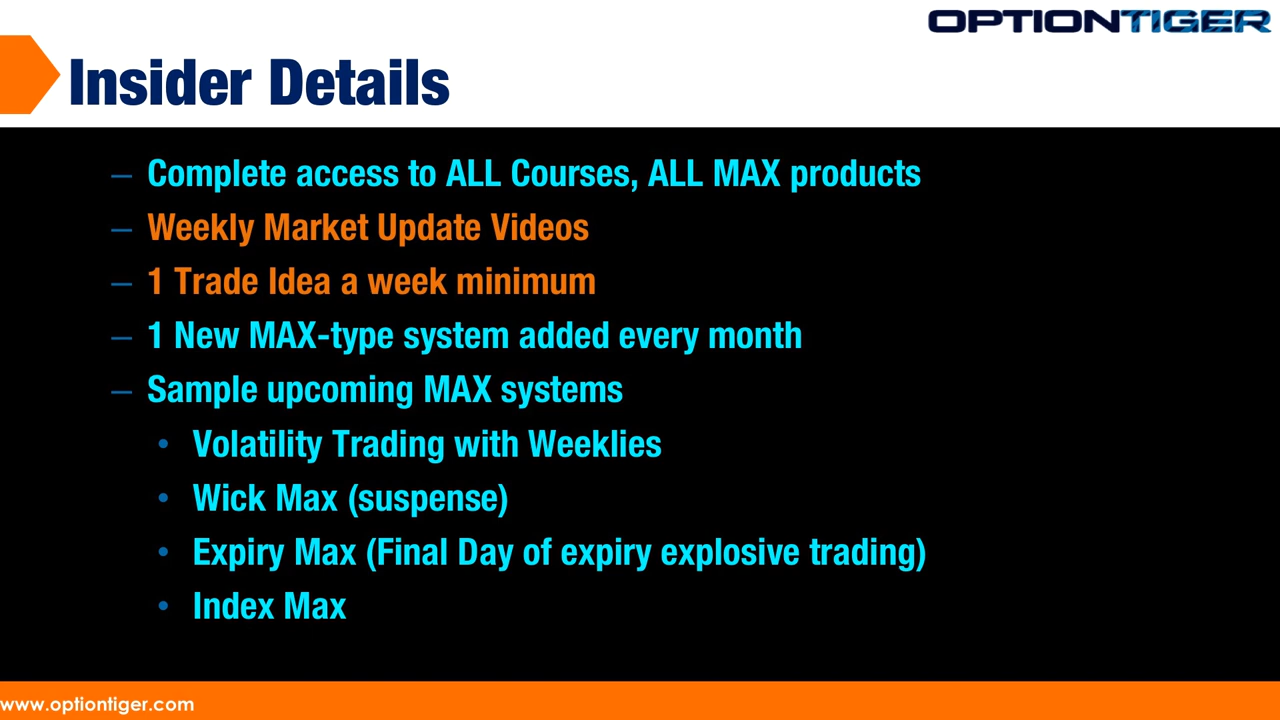 OPTIONTIGER
Insider Details
– Complete access to ALL Courses, ALL MAX products
– Weekly Market Update Videos
– 1 Trade Idea a week minimum
– 1 New MAX-type system added every month
– Sample upcoming MAX systems
• Volatility Trading with Weeklies
• Wick Max (suspense)
• Expiry Max (Final Day of expiry explosive trading)
• Index Max
www.optiontiger.com